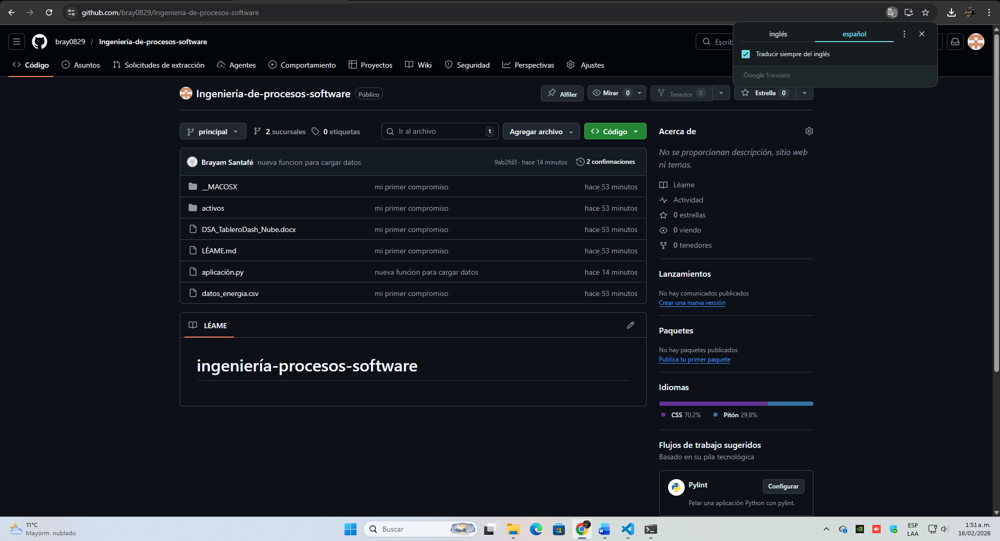 github.com/bray0829/Ingenieria-de-procesos-software
inglés
español
Traducir siempre del inglés
Google Translate
bray0829 / Ingeniería-de-procesos-software
Escrib
Código
Asuntos
Solicitudes de extracción
Agentes
Comportamiento
Proyectos
Wiki
Seguridad
Perspectivas
Ajustes
Ingeniería-de-procesos-software Público
Alfiler
Mirar 0
Tenedor 0
Estrella 0
principal
2 sucursales
0 etiquetas
Ir al archivo t
Agregar archivo
Código
Brayam Santafé nueva funcion para cargar datos 9ab2fd3 · hace 14 minutos 2 confirmaciones
__MACOSX mi primer compromiso hace 53 minutos
activos mi primer compromiso hace 53 minutos
DSA_TableroDash_Nube.docx mi primer compromiso hace 53 minutos
LÉAME.md mi primer compromiso hace 53 minutos
aplicación.py nueva funcion para cargar datos hace 14 minutos
datos_energia.csv mi primer compromiso hace 53 minutos
LÉAME
ingeniería-procesos-software
Acerca de
No se proporcionan descripción, sitio web
ni temas.
Léame
Actividad
0 estrellas
0 viendo
0 tenedores
Lanzamientos
No hay comunicados publicados
Crear una nueva versión
Paquetes
No hay paquetes publicados
Publica tu primer paquete
Idiomas
CSS 70,2% Pitón 29,8%
Flujos de trabajo sugeridos
Basado en su pila tecnológica
Pylint
Configurar
Pelar una aplicación Python con pylint.
11°C
Mayorm. nublado
Buscar
ESP
LAA
1:51 a. m.
16/02/2026